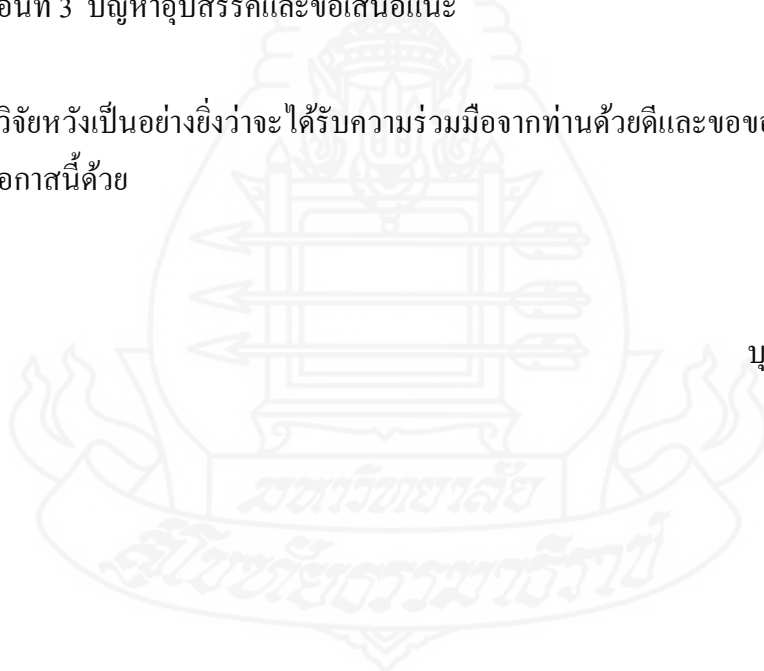 อนที่ 3 ปัญหาอุปสรรคและข้อเสนอแนะ
วิจัยหวังเป็นอย่างยิ่งว่าจะได้รับความร่วมมือจากท่านด้วยดีและขอขอ
อกาสนี้ด้วย
บุ
มหาวิทยาลัย
สุโขทัยธรรมาธิราช